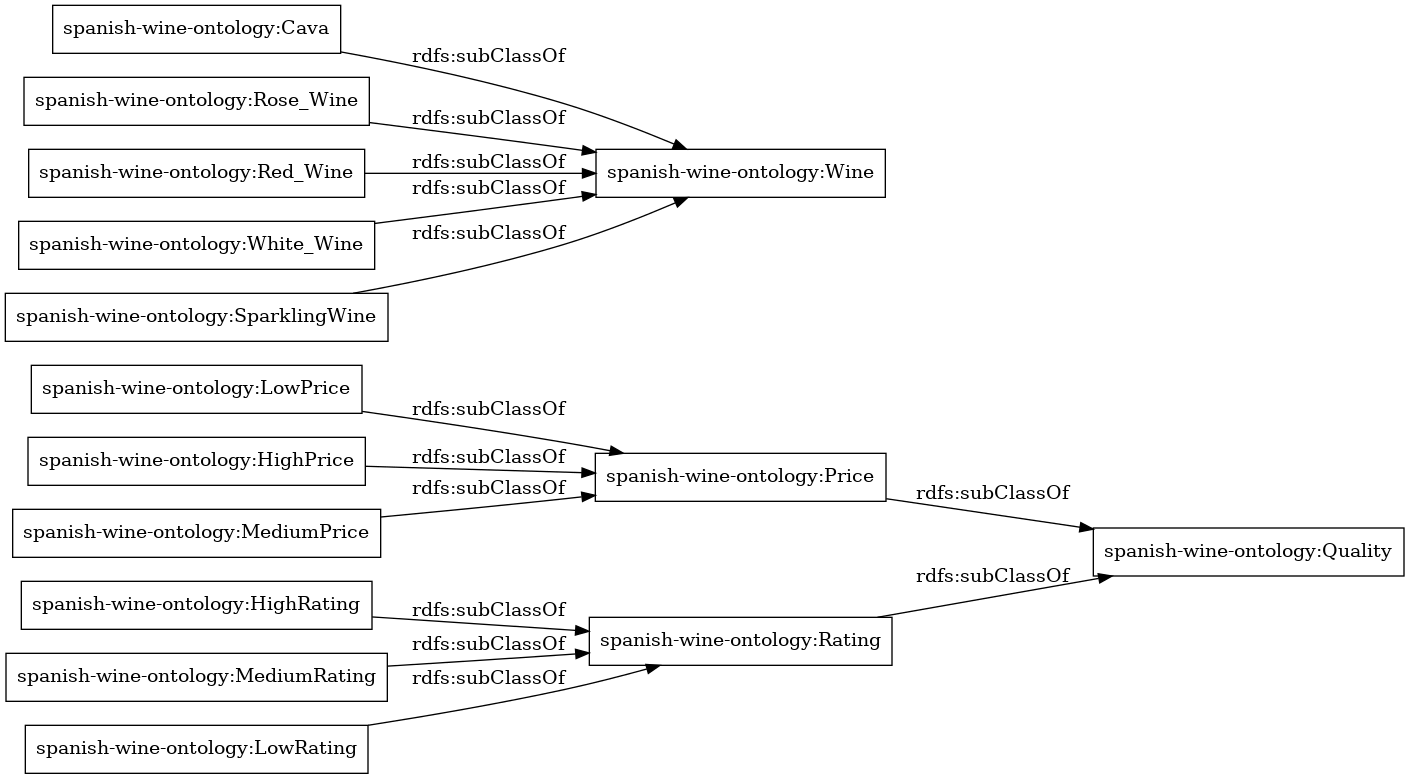 spanish-wine-ontology:Cava
rdfs:subClassOf
spanish-wine-ontology:Rose_Wine
rdfs:subClassOf
spanish-wine-ontology:Red_Wine
rdfs:subClassOf
spanish-wine-ontology:Wine
rdfs:subClassOf
spanish-wine-ontology:White_Wine
rdfs:subClassOf
spanish-wine-ontology:SparklingWine
spanish-wine-ontology:LowPrice
rdfs:subClassOf
spanish-wine-ontology:HighPrice
rdfs:subClassOf
spanish-wine-ontology:Price
rdfs:subClassOf
rdfs:subClassOf
spanish-wine-ontology:MediumPrice
spanish-wine-ontology:Quality
rdfs:subClassOf
spanish-wine-ontology:HighRating
rdfs:subClassOf
spanish-wine-ontology:Rating
rdfs:subClassOf
spanish-wine-ontology:MediumRating
rdfs:subClassOf
spanish-wine-ontology:LowRating